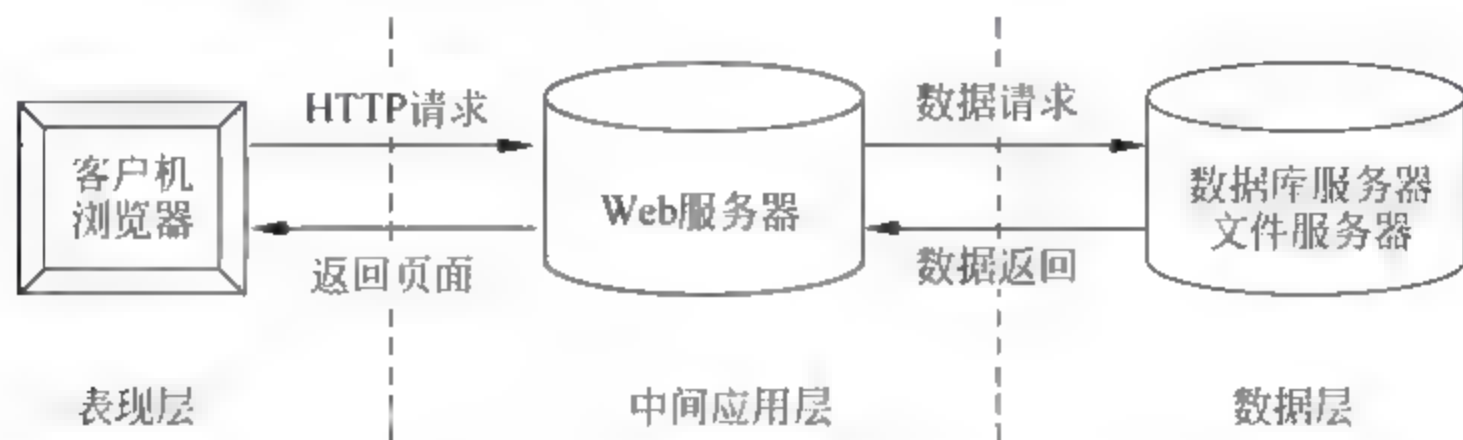 HTTP请求
数据请求
客户机
浏览器
Web服务器
数据库服务器
文件服务器
返回页面
数据返回
表现层
中间应用层
数据层